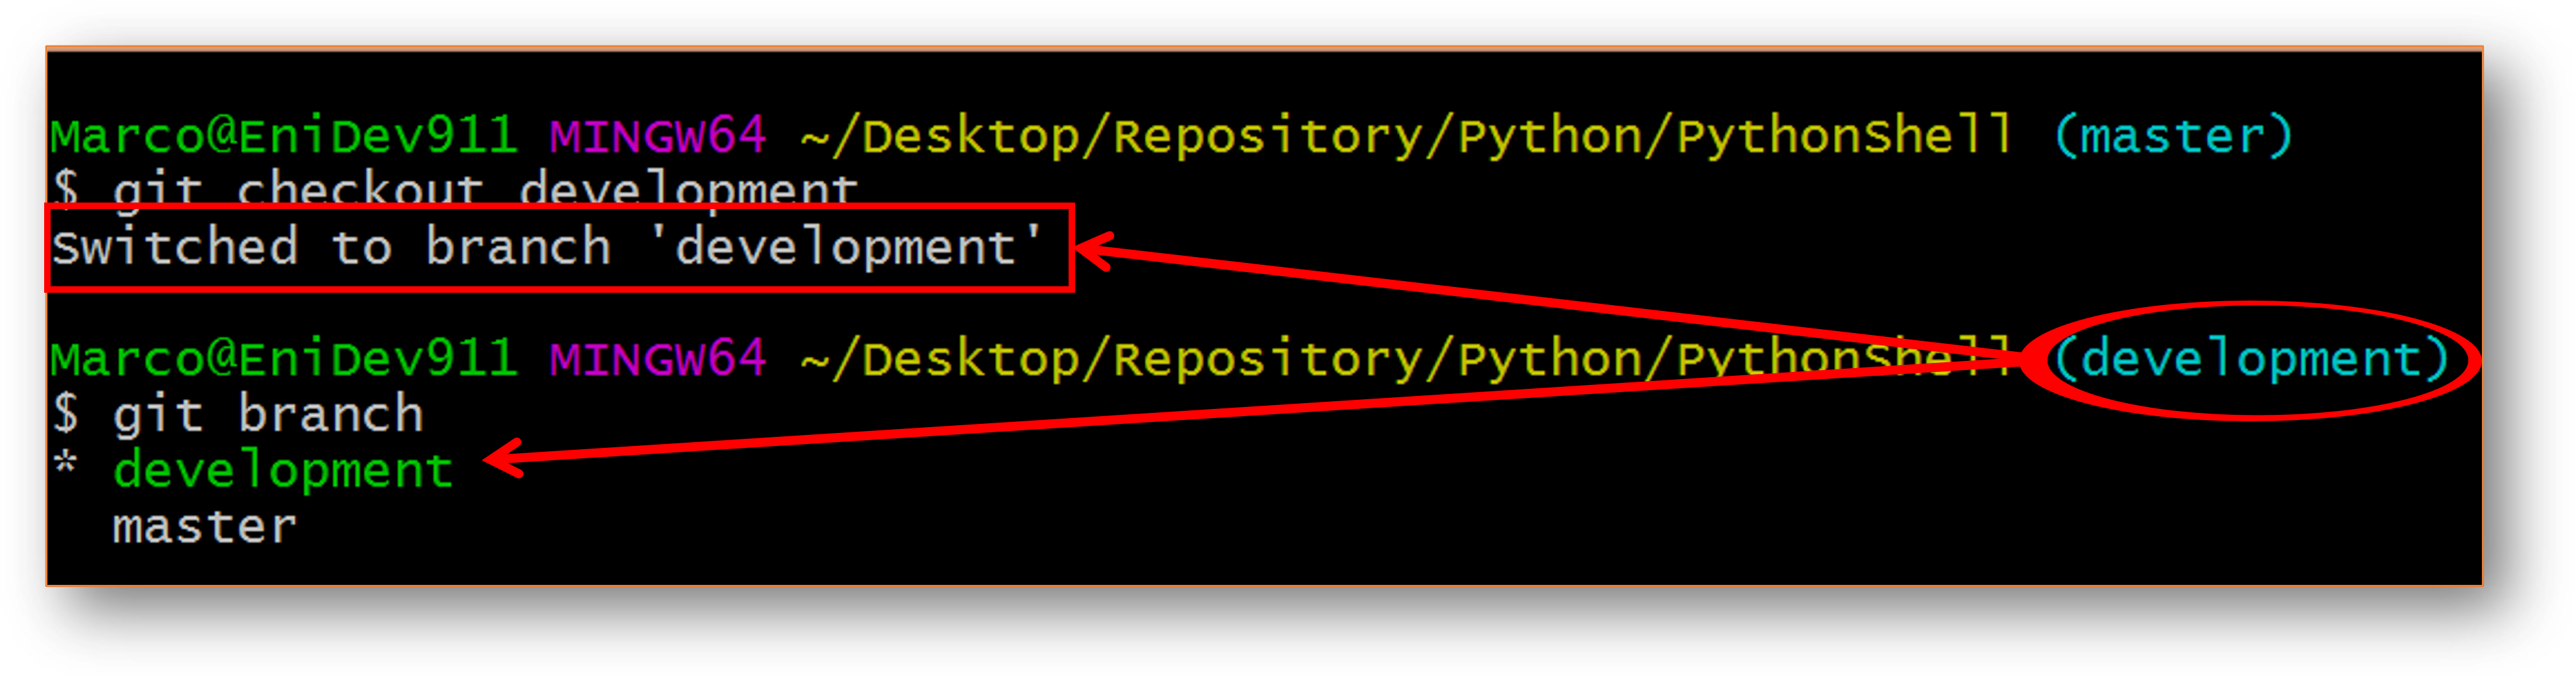 Marco@EniDev911 MINGW64 ~/Desktop/Repository/Python/PythonShell (master)
$ git checkout development
Switched to branch 'development'
Marco@EniDev911 MINGW64 ~/Desktop/Repository/Python/PythonShell (development)
$ git branch
* development
  master